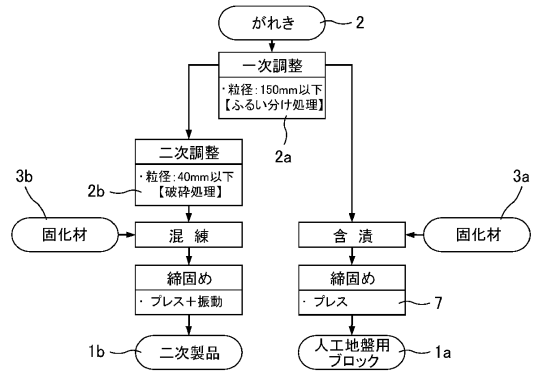 がれき
2
一次調整
・粒径：150mm以下
【ふるい分け処理】
2a
二次調整
・粒径：40mm以下
【破砕処理】
2b
3b
固化材
混 練
3a
固化材
含 漬
締固め
・ プレス＋振動
締固め
・ プレス
7
1b
二次製品
人工地盤用
ブロック
1a